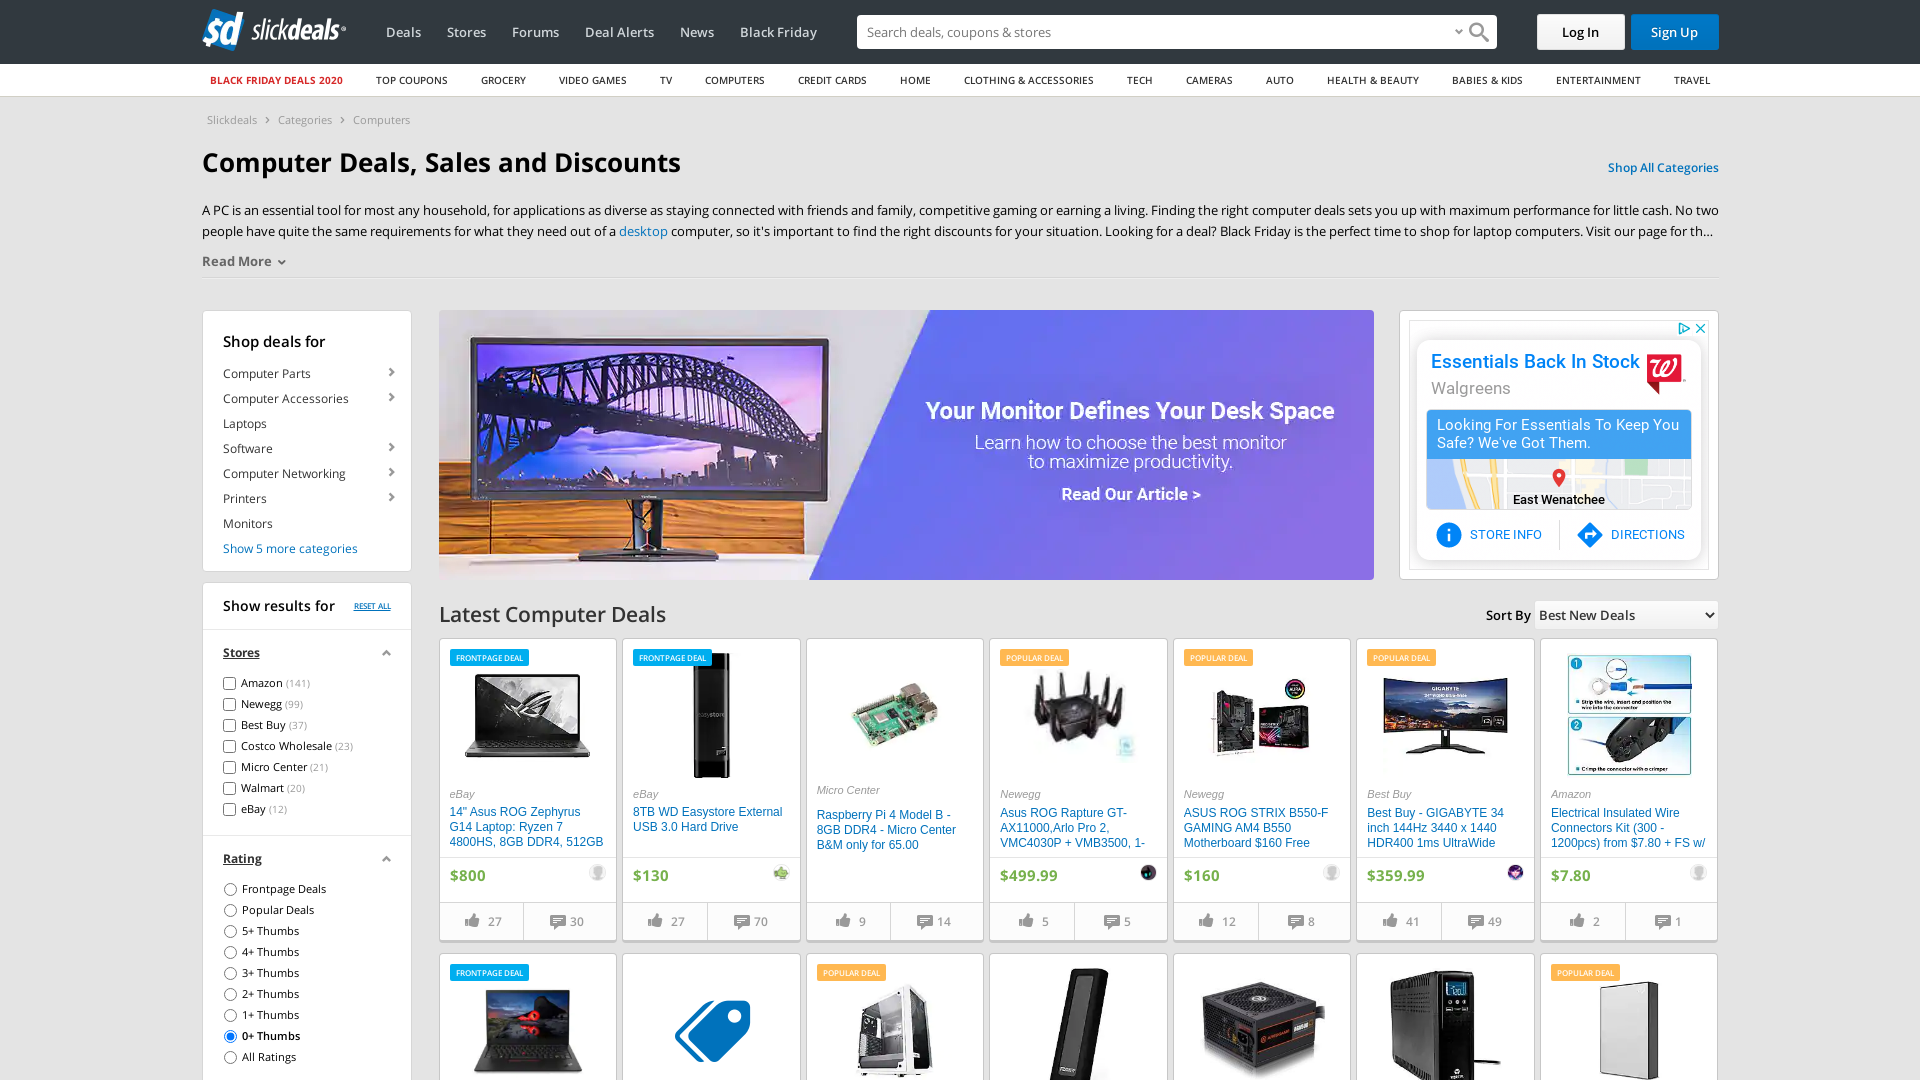 slickdeals
Deals
Stores
Forums
Deal Alerts
News
Black Friday
Search deals, coupons & stores
Log In
Sign Up
BLACK FRIDAY DEALS 2020
TOP COUPONS
GROCERY
VIDEO GAMES
TV
COMPUTERS
CREDIT CARDS
HOME
CLOTHING & ACCESSORIES
TECH
CAMERAS
AUTO
HEALTH & BEAUTY
BABIES & KIDS
ENTERTAINMENT
TRAVEL
Slickdeals > Categories > Computers
Computer Deals, Sales and Discounts
Shop All Categories
A PC is an essential tool for most any household, for applications as diverse as staying connected with friends and family, competitive gaming or earning a living. Finding the right computer deals sets you up with maximum performance for little cash. No two
people have quite the same requirements for what they need out of a desktop computer, so it's important to find the right discounts for your situation. Looking for a deal? Black Friday is the perfect time to shop for laptop computers. Visit our page for th...
Read More
Shop deals for
Computer Parts
Computer Accessories
Laptops
Software
Computer Networking
Printers
Monitors
Show 5 more categories
Show results for
RESET ALL
Stores
Amazon (141)
Newegg (99)
Best Buy (37)
Costco Wholesale (23)
Micro Center (21)
Walmart (20)
eBay (12)
Rating
Frontpage Deals
Popular Deals
5+ Thumbs
4+ Thumbs
3+ Thumbs
2+ Thumbs
1+ Thumbs
0+ Thumbs
All Ratings
Your Monitor Defines Your Desk Space
Learn how to choose the best monitor
to maximize productivity.
Read Our Article >
Essentials Back In Stock
Walgreens
Looking For Essentials To Keep You
Safe? We've Got Them.
East Wenatchee
STORE INFO
DIRECTIONS
Latest Computer Deals
Sort By
Best New Deals
FRONTPAGE DEAL
eBay
14" Asus ROG Zephyrus
G14 Laptop: Ryzen 7
4800HS, 8GB DDR4, 512GB
$800
27
30
FRONTPAGE DEAL
eBay
8TB WD Easystore External
USB 3.0 Hard Drive
$130
27
70
Micro Center
Raspberry Pi 4 Model B -
8GB DDR4 - Micro Center
B&M only for 65.00
9
14
POPULAR DEAL
Newegg
Asus ROG Rapture GT-
AX11000,Arlo Pro 2,
VMC4030P + VMB3500, 1-
$499.99
5
5
POPULAR DEAL
Newegg
ASUS ROG STRIX B550-F
GAMING AM4 B550
Motherboard $160 Free
$160
12
8
POPULAR DEAL
GIGABYTE
Best Buy
Best Buy - GIGABYTE 34
inch 144Hz 3440 x 1440
HDR400 1ms UltraWide
$359.99
41
49
1
Strip the wire, insert and position the
wire into the connector
2
Crimp the connector with a crimper
Amazon
Electrical Insulated Wire
Connectors Kit (300 -
1200pcs) from $7.80 + FS w/
$7.80
2
1
FRONTPAGE DEAL
POPULAR DEAL
POPULAR DEAL